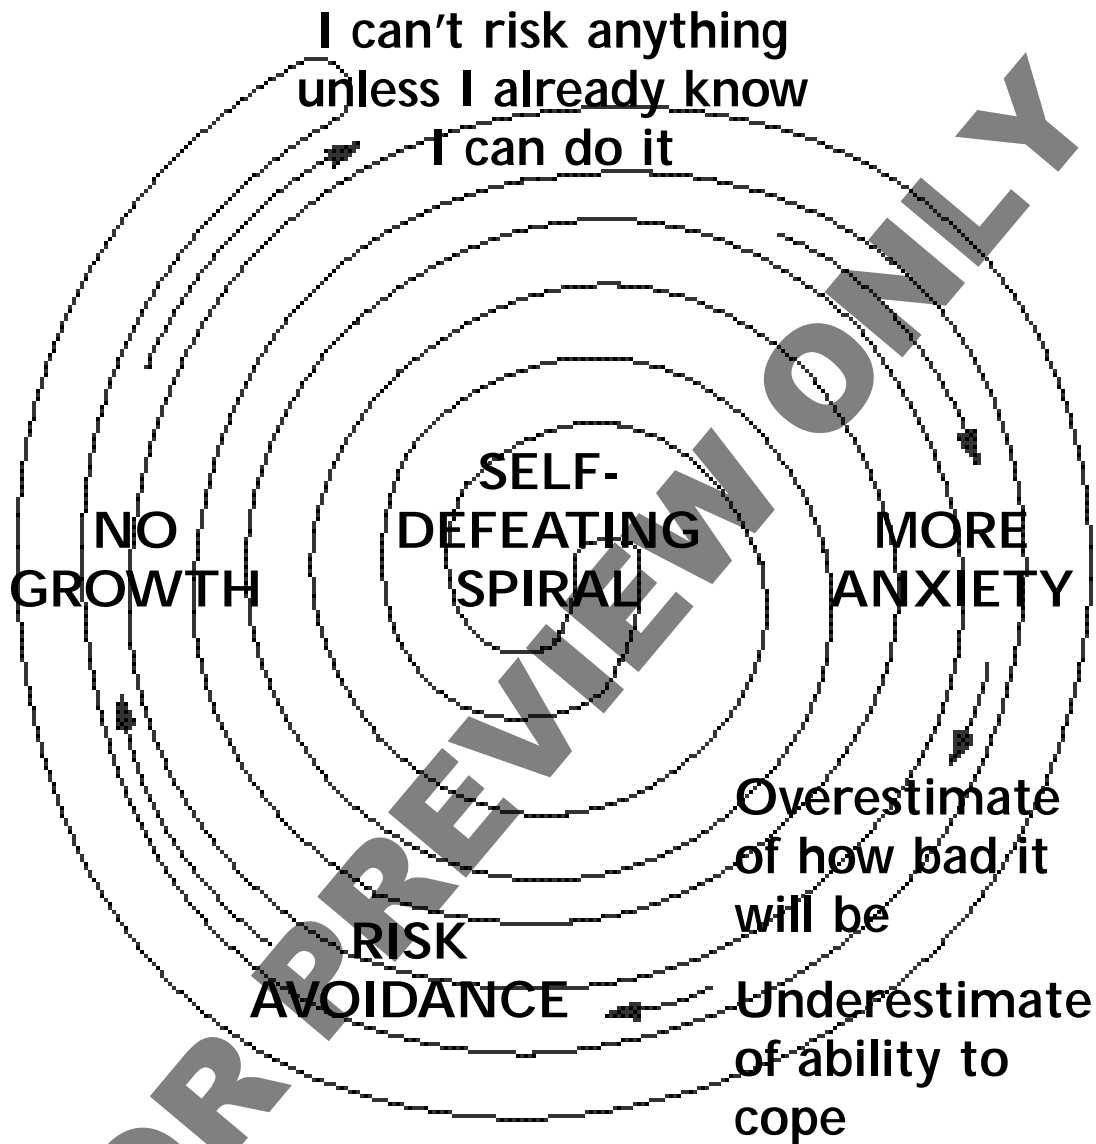 I can't risk anything
unless I already know
I can do it
SELF-
DEFEATING
SPIRAL
NO
GROWTH
MORE
ANXIETY
Overestimate
of how bad it
will be
RISK
AVOIDANCE
Underestimate
of ability to
cope
OR PREVIEW ONLY